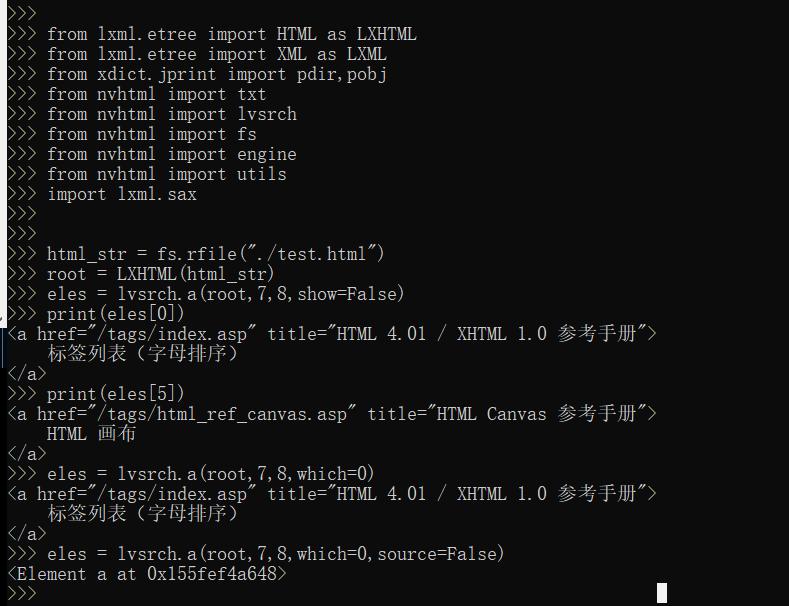 >>>
>>> from lxml.etree import HTML as LXHTML
>>> from lxml.etree import XML as LXML
>>> from xdict.jprint import pdir,pobj
>>> from nvhtml import txt
>>> from nvhtml import lvsrch
>>> from nvhtml import fs
>>> from nvhtml import engine
>>> from nvhtml import utils
>>> import lxml.sax
>>>
>>>
>>> html_str = fs.rfile("./test.html")
>>> root = LXHTML(html_str)
>>> eles = lvsrch.a(root,7,8,show=False)
>>> print(eles[0])
<a href="/tags/index.asp" title="HTML 4.01 / XHTML 1.0 参考手册">
    标签列表（字母排序）
</a>
>>> print(eles[5])
<a href="/tags/html_ref_canvas.asp" title="HTML Canvas 参考手册">
    HTML 画布
</a>
>>> eles = lvsrch.a(root,7,8,which=0)
<a href="/tags/index.asp" title="HTML 4.01 / XHTML 1.0 参考手册">
    标签列表（字母排序）
</a>
>>> eles = lvsrch.a(root,7,8,which=0,source=False)
<Element a at 0x155fef4a648>
>>>